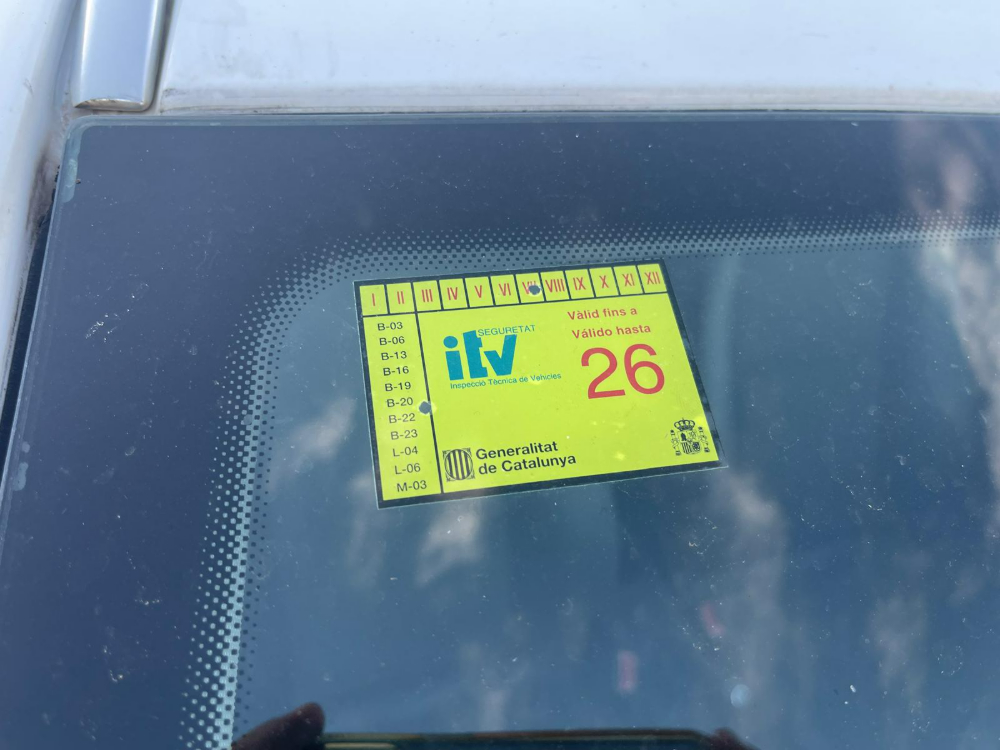 I II III IV V VI VII VIII IX X XI XII
B-03
B-06
B-13
B-16
B-19
B-20
B-22
B-23
L-04
L-06
M-03
SEGURETAT
itv
Inspecció Tècnica de Vehicles
Vàlid fins a
Válido hasta
26
Generalitat
de Catalunya